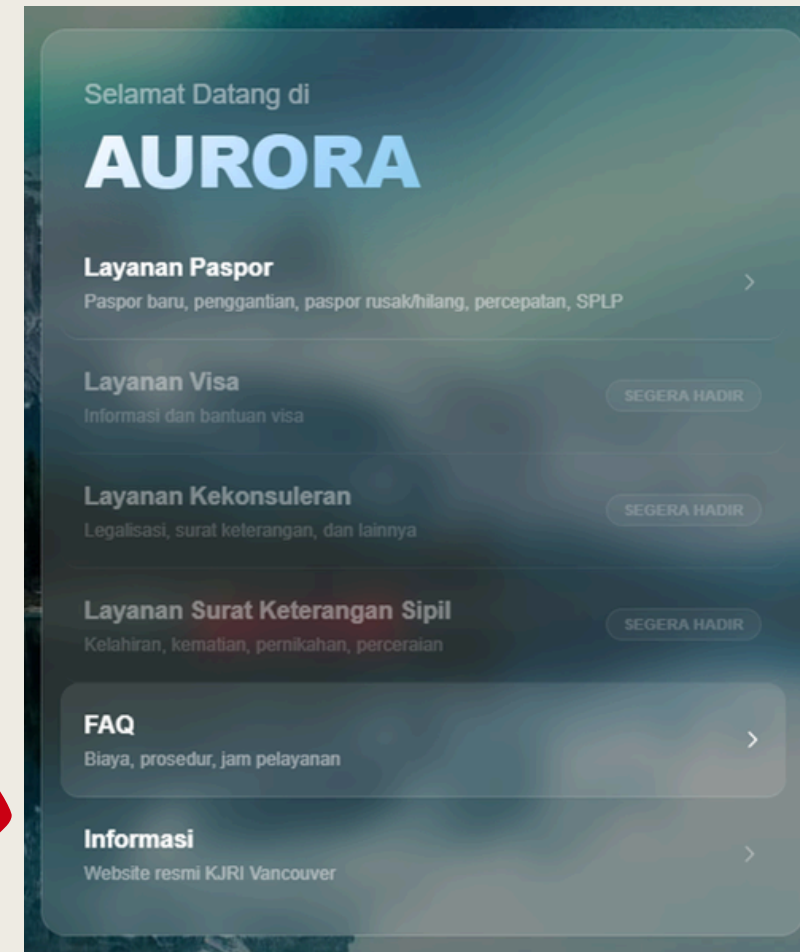 Selamat Datang di
AURORA
Layanan Paspor
Paspor baru, penggantian, paspor rusak/hilang, percepatan, SPLP
Layanan Visa
SEGERA HADIR
Informasi dan bantuan visa
Layanan Kekonsuleran
SEGERA HADIR
Legalisasi, surat keterangan, dan lainnya
Layanan Surat Keterangan Sipil
SEGERA HADIR
Kelahiran, kematian, pernikahan, perceraian
FAQ
Biaya, prosedur, jam pelayanan
Informasi
Website resmi KJRI Vancouver